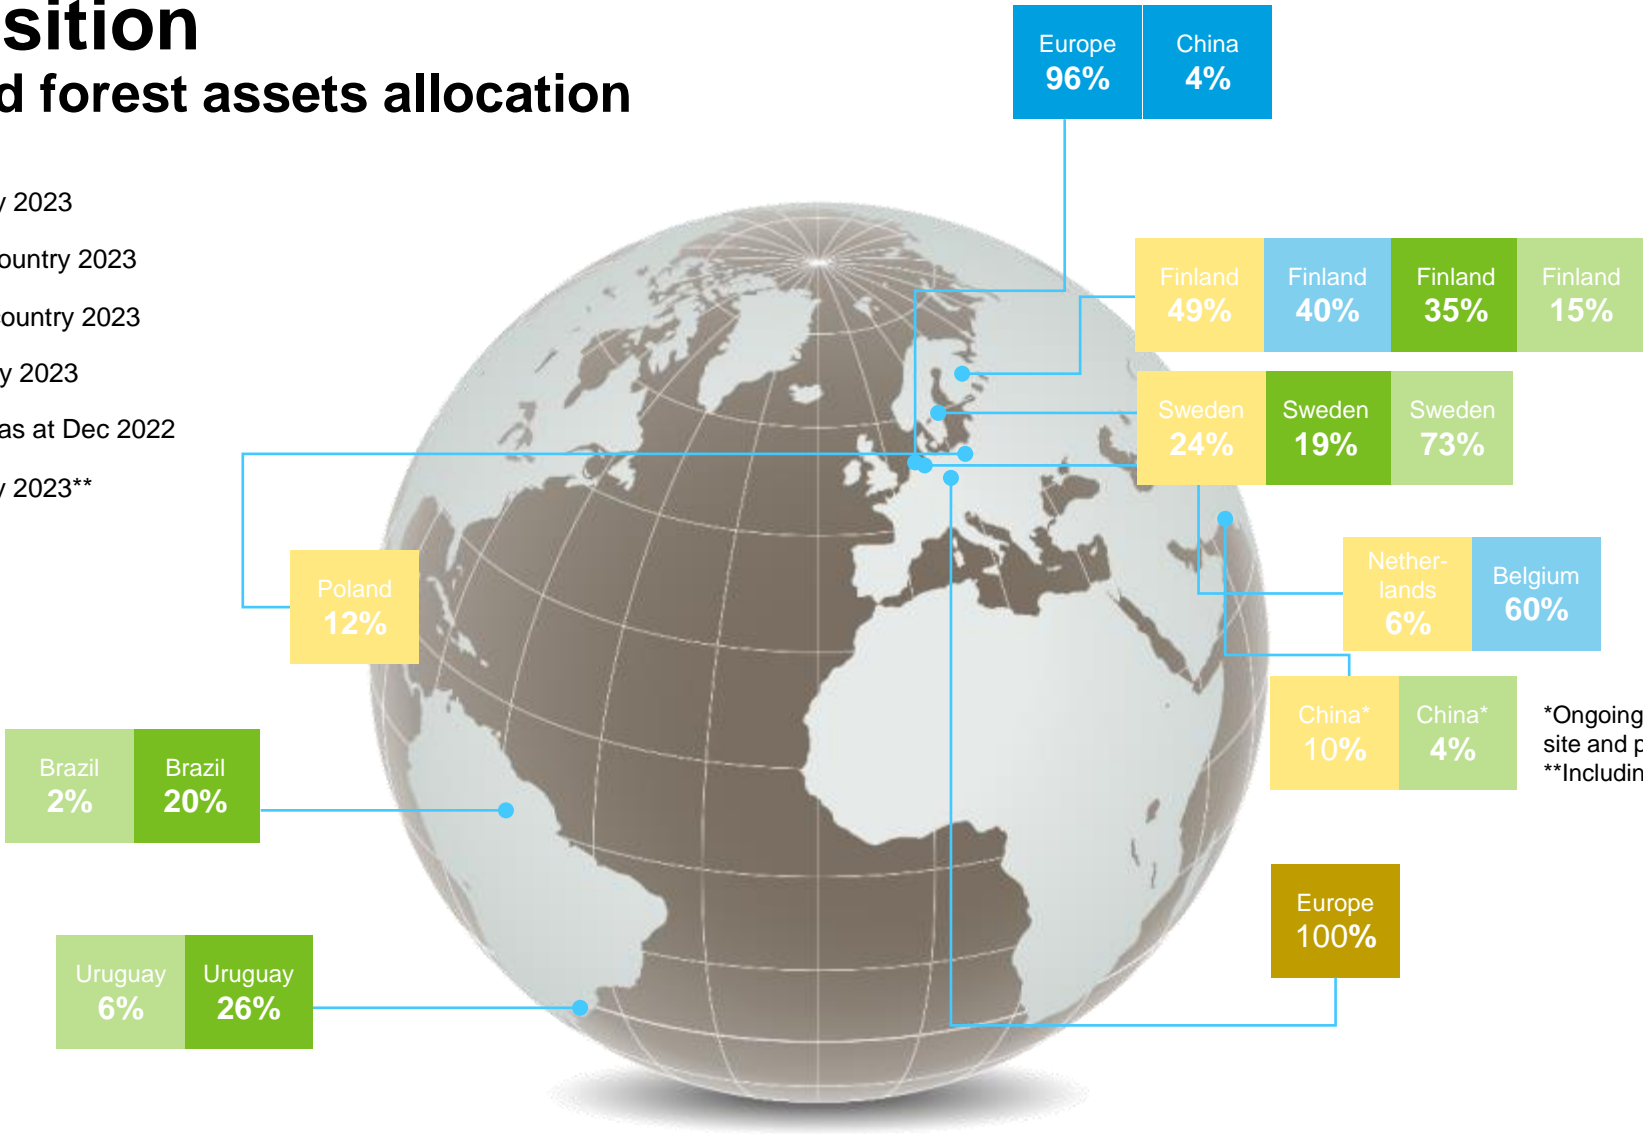 sition
d forest assets allocation
y 2023
ountry 2023
country 2023
y 2023
as at Dec 2022
y 2023**
Europe
96%
China
4%
Finland
49%
Finland
40%
Finland
35%
Finland
15%
Sweden
24%
Sweden
19%
Sweden
73%
Poland
12%
Nether-
lands
6%
Belgium
60%
China*
10%
China*
4%
*Ongoing
site and p
**Includin
Brazil
2%
Brazil
20%
Europe
100%
Uruguay
6%
Uruguay
26%